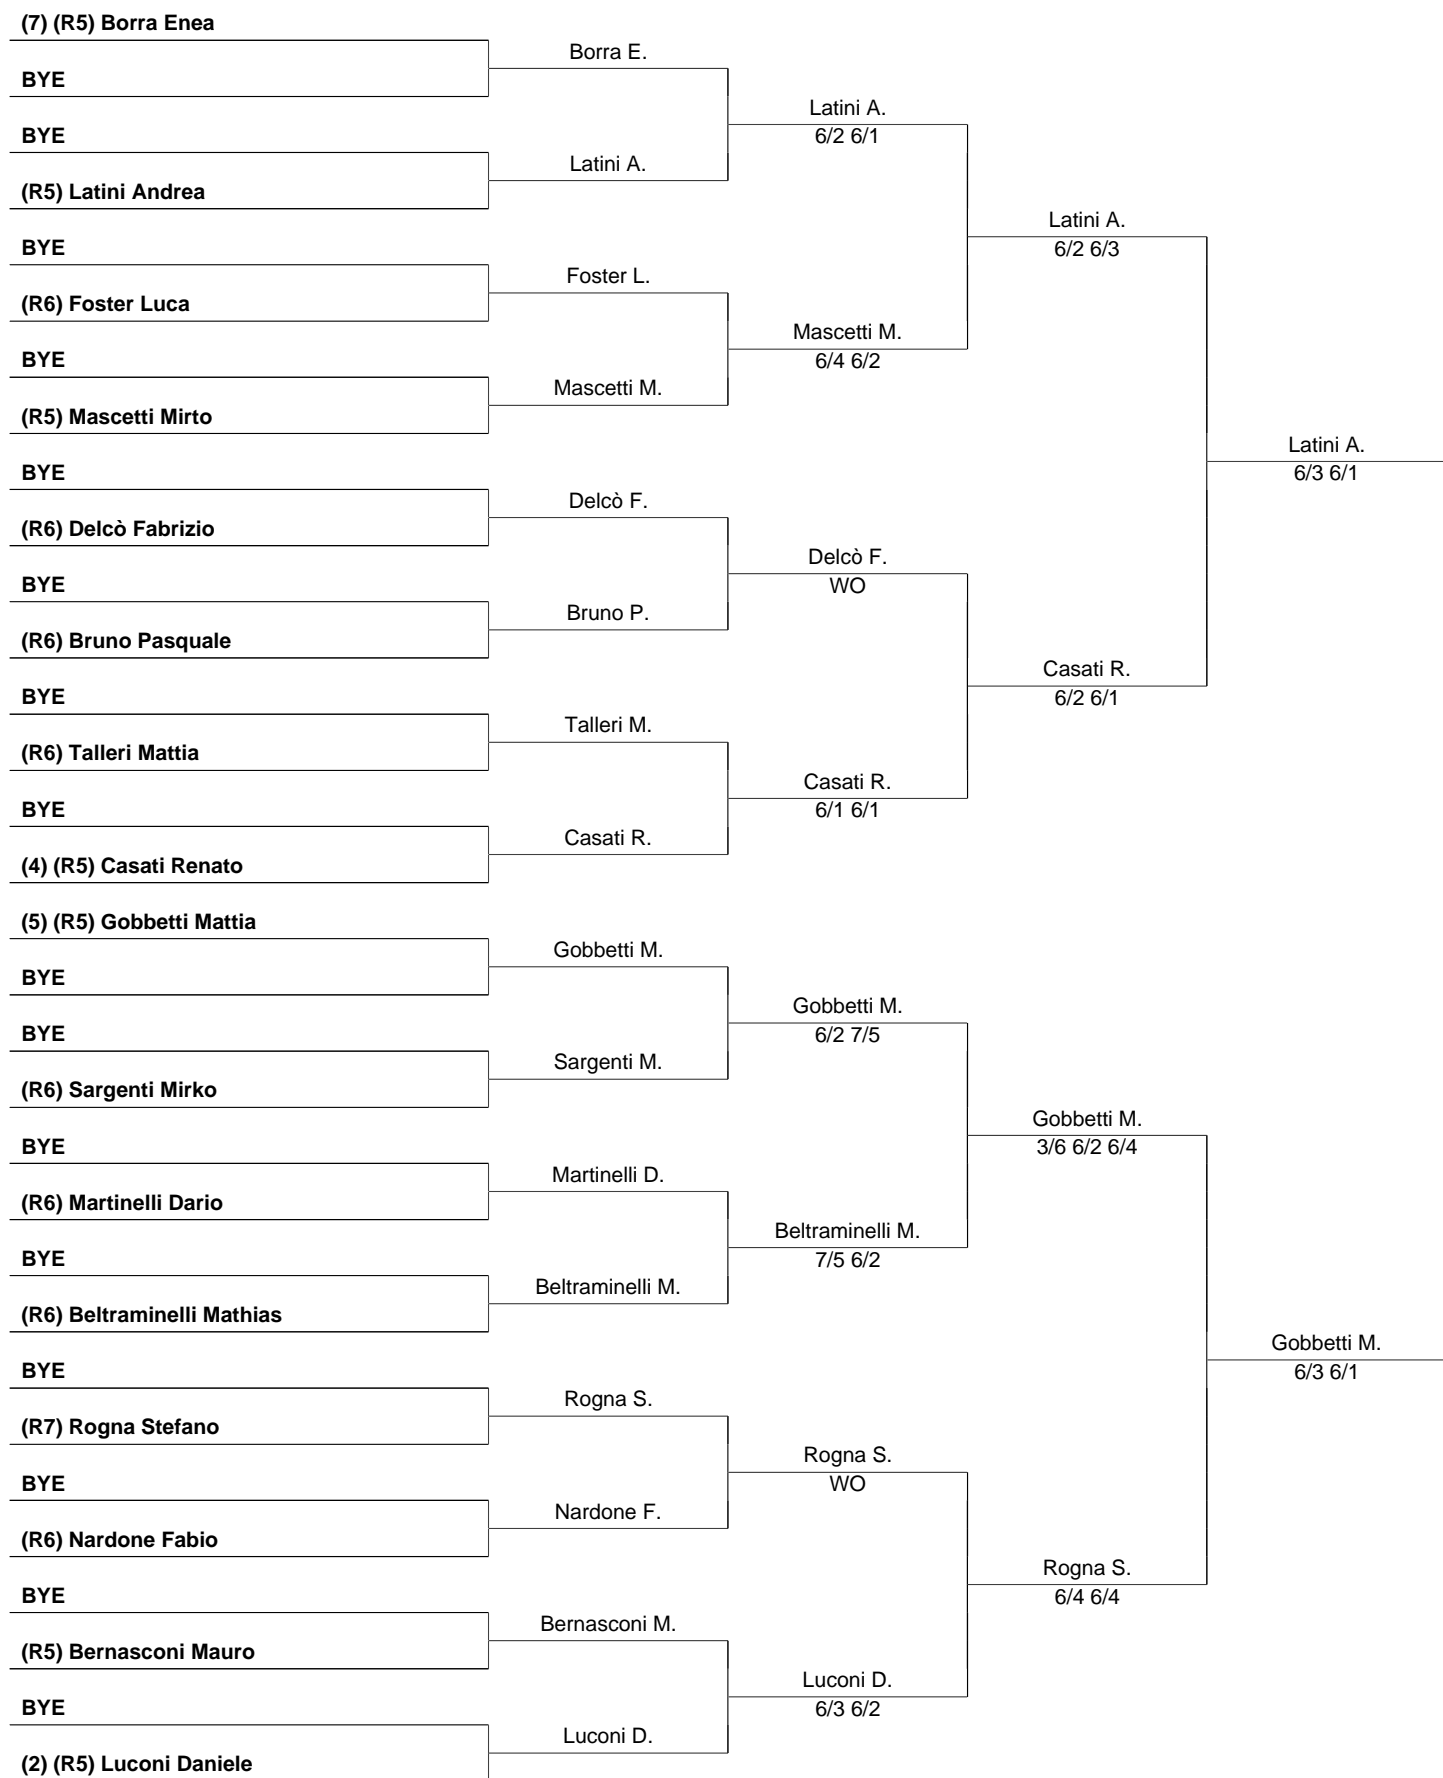 (7) (R5) Borra Enea
Borra E.
BYE
Latini A.
6/2 6/1
BYE
Latini A.
(R5) Latini Andrea
Latini A.
6/2 6/3
BYE
Foster L.
(R6) Foster Luca
Mascetti M.
6/4 6/2
BYE
Mascetti M.
(R5) Mascetti Mirto
Latini A.
6/3 6/1
BYE
Delcò F.
(R6) Delcò Fabrizio
Delcò F.
WO
BYE
Bruno P.
(R6) Bruno Pasquale
Casati R.
6/2 6/1
BYE
Talleri M.
(R6) Talleri Mattia
Casati R.
6/1 6/1
BYE
Casati R.
(4) (R5) Casati Renato
(5) (R5) Gobbetti Mattia
Gobbetti M.
BYE
Gobbetti M.
6/2 7/5
BYE
Sargenti M.
(R6) Sargenti Mirko
Gobbetti M.
3/6 6/2 6/4
BYE
Martinelli D.
(R6) Martinelli Dario
Beltraminelli M.
7/5 6/2
BYE
Beltraminelli M.
(R6) Beltraminelli Mathias
Gobbetti M.
6/3 6/1
BYE
Rogna S.
(R7) Rogna Stefano
Rogna S.
WO
BYE
Nardone F.
(R6) Nardone Fabio
Rogna S.
6/4 6/4
BYE
Bernasconi M.
(R5) Bernasconi Mauro
Luconi D.
6/3 6/2
BYE
Luconi D.
(2) (R5) Luconi Daniele